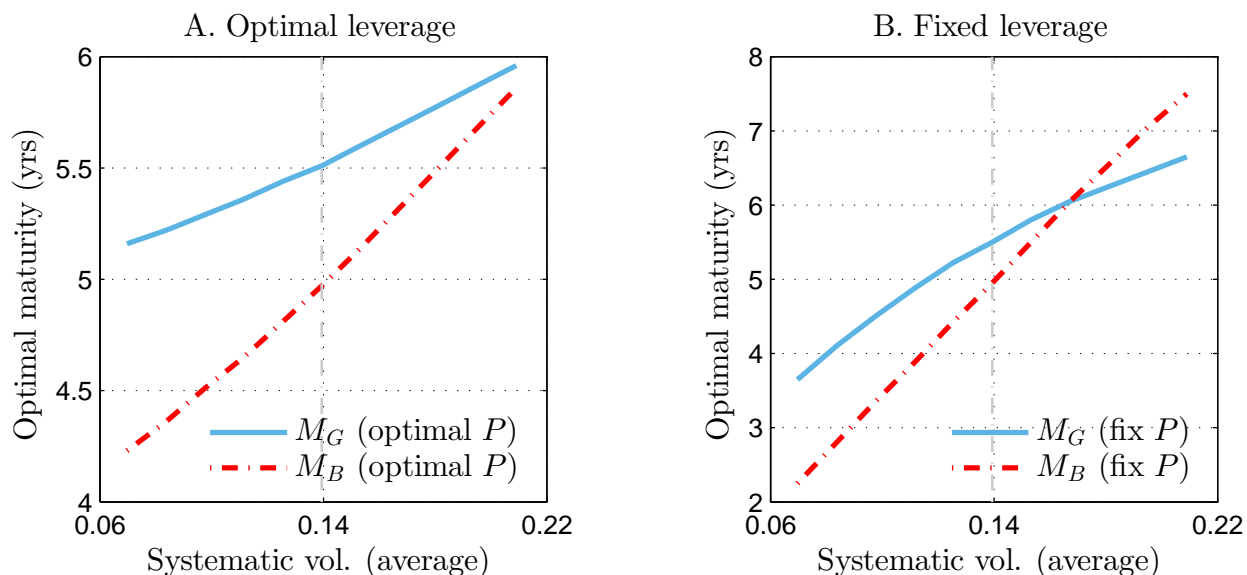 A. Optimal leverage
Optimal maturity (yrs)
6
5.5
5
4.5
4
M_G (optimal P)
M_B (optimal P)
0.06
0.14
0.22
Systematic vol. (average)
B. Fixed leverage
Optimal maturity (yrs)
8
7
6
5
4
3
2
M_G (fix P)
M_B (fix P)
0.06
0.14
0.22
Systematic vol. (average)